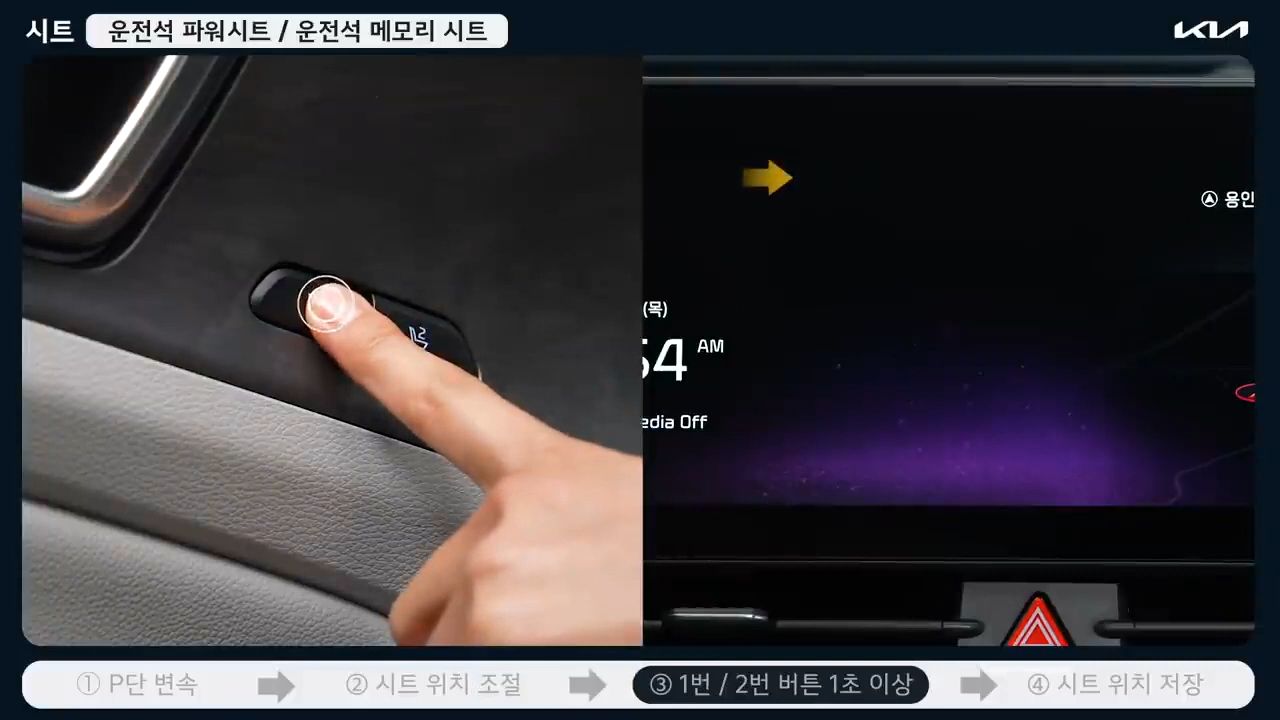 시트 운전석 파워시트 / 운전석 메모리 시트
KIA
2
용인
(목)
54 AM
edia Off
① P단 변속
② 시트 위치 조절
③ 1번 / 2번 버튼 1초 이상
④ 시트 위치 저장